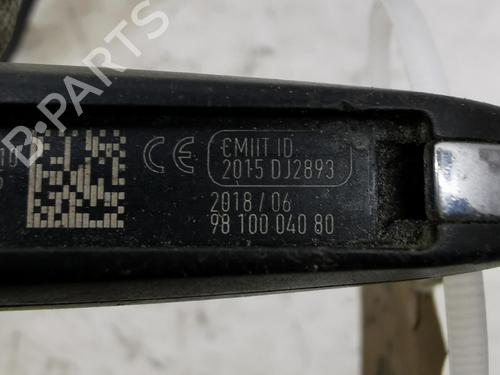 B-PARTS
CE
CMIIT ID
2015 DJ2893
2018 / 06
98 100 040 80